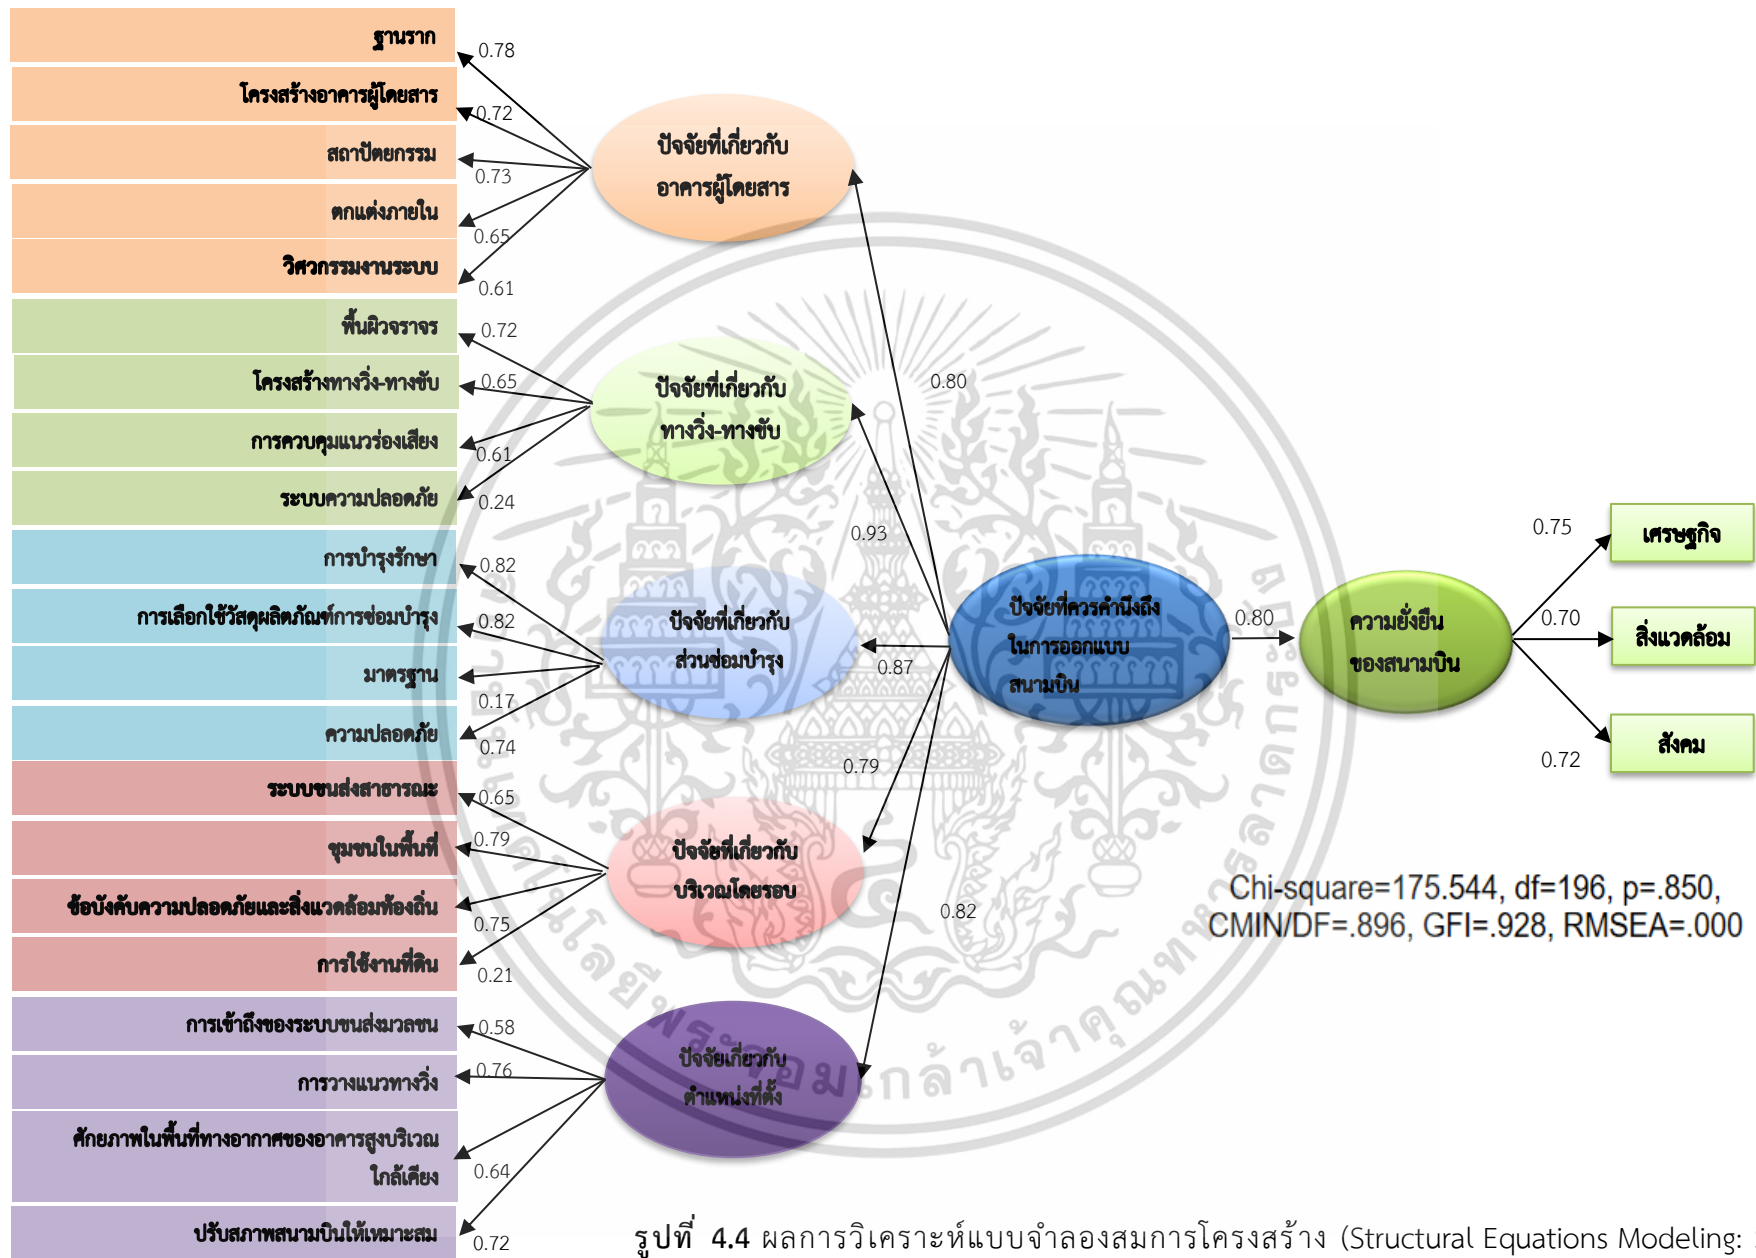 ฐานราก
0.78
โครงสร้างอาคารผู้โดยสาร
0.72
สถาปัตยกรรม
0.73
ตกแต่งภายใน
0.65
วิศวกรรมงานระบบ
0.61
ปัจจัยที่เกี่ยวกับ
อาคารผู้โดยสาร
พื้นผิวจราจร
0.72
โครงสร้างทางวิ่ง-ทางขับ
0.65
การควบคุมแนวร่องเสียง
0.61
ระบบความปลอดภัย
0.24
ปัจจัยที่เกี่ยวกับ
ทางวิ่ง-ทางขับ
การบำรุงรักษา
0.82
การเลือกใช้วัสดุผลิตภัณฑ์การซ่อมบำรุง
0.82
มาตรฐาน
0.17
ความปลอดภัย
0.74
ปัจจัยที่เกี่ยวกับ
ส่วนซ่อมบำรุง
ระบบขนส่งสาธารณะ
0.65
ชุมชนในพื้นที่
0.79
ข้อบังคับความปลอดภัยและสิ่งแวดล้อมท้องถิ่น
0.75
การใช้งานที่ดิน
0.21
ปัจจัยที่เกี่ยวกับ
บริเวณโดยรอบ
การเข้าถึงของระบบขนส่งมวลชน
0.58
การวางแนวทางวิ่ง
0.76
ศักยภาพในพื้นที่ทางอากาศของอาคารสูงบริเวณ
ใกล้เคียง
0.64
ปรับสภาพสนามบินให้เหมาะสม
0.72
ปัจจัยเกี่ยวกับ
ตำแหน่งที่ตั้ง
0.80
0.93
0.87
0.79
0.82
ปัจจัยที่ควรคำนึงถึง
ในการออกแบบ
สนามบิน
0.80
ความยั่งยืน
ของสนามบิน
0.75
เศรษฐกิจ
0.70
สิ่งแวดล้อม
0.72
สังคม
Chi-square=175.544, df=196, p=.850,
CMIN/DF=.896, GFI=.928, RMSEA=.000
พระจอมเกล้าเจ้าคุณทหารลาดกระบัง
รูปที่ 4.4 ผลการวิเคราะห์แบบจำลองสมการโครงสร้าง (Structural Equations Modeling: